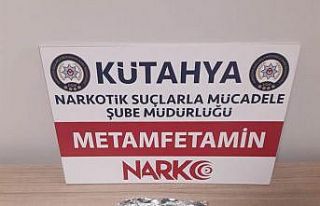 KÜTAHYA
NARKOTİK SUÇLARLA MÜCADELE
ŞUBE MÜDÜRLÜĞÜ
METAMFETAMİN
NARKO